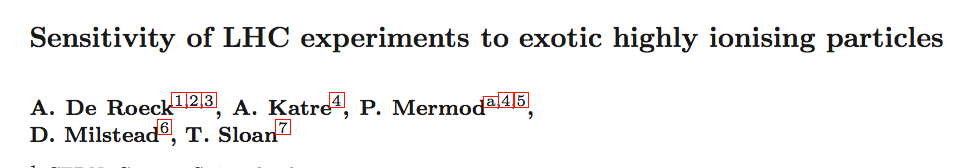 Sensitivity of LHC experiments to exotic highly ionising particles
A. De Roeck1,2,3, A. Katre4, P. Mermoda,4,5,
D. Milstead6, T. Sloan7